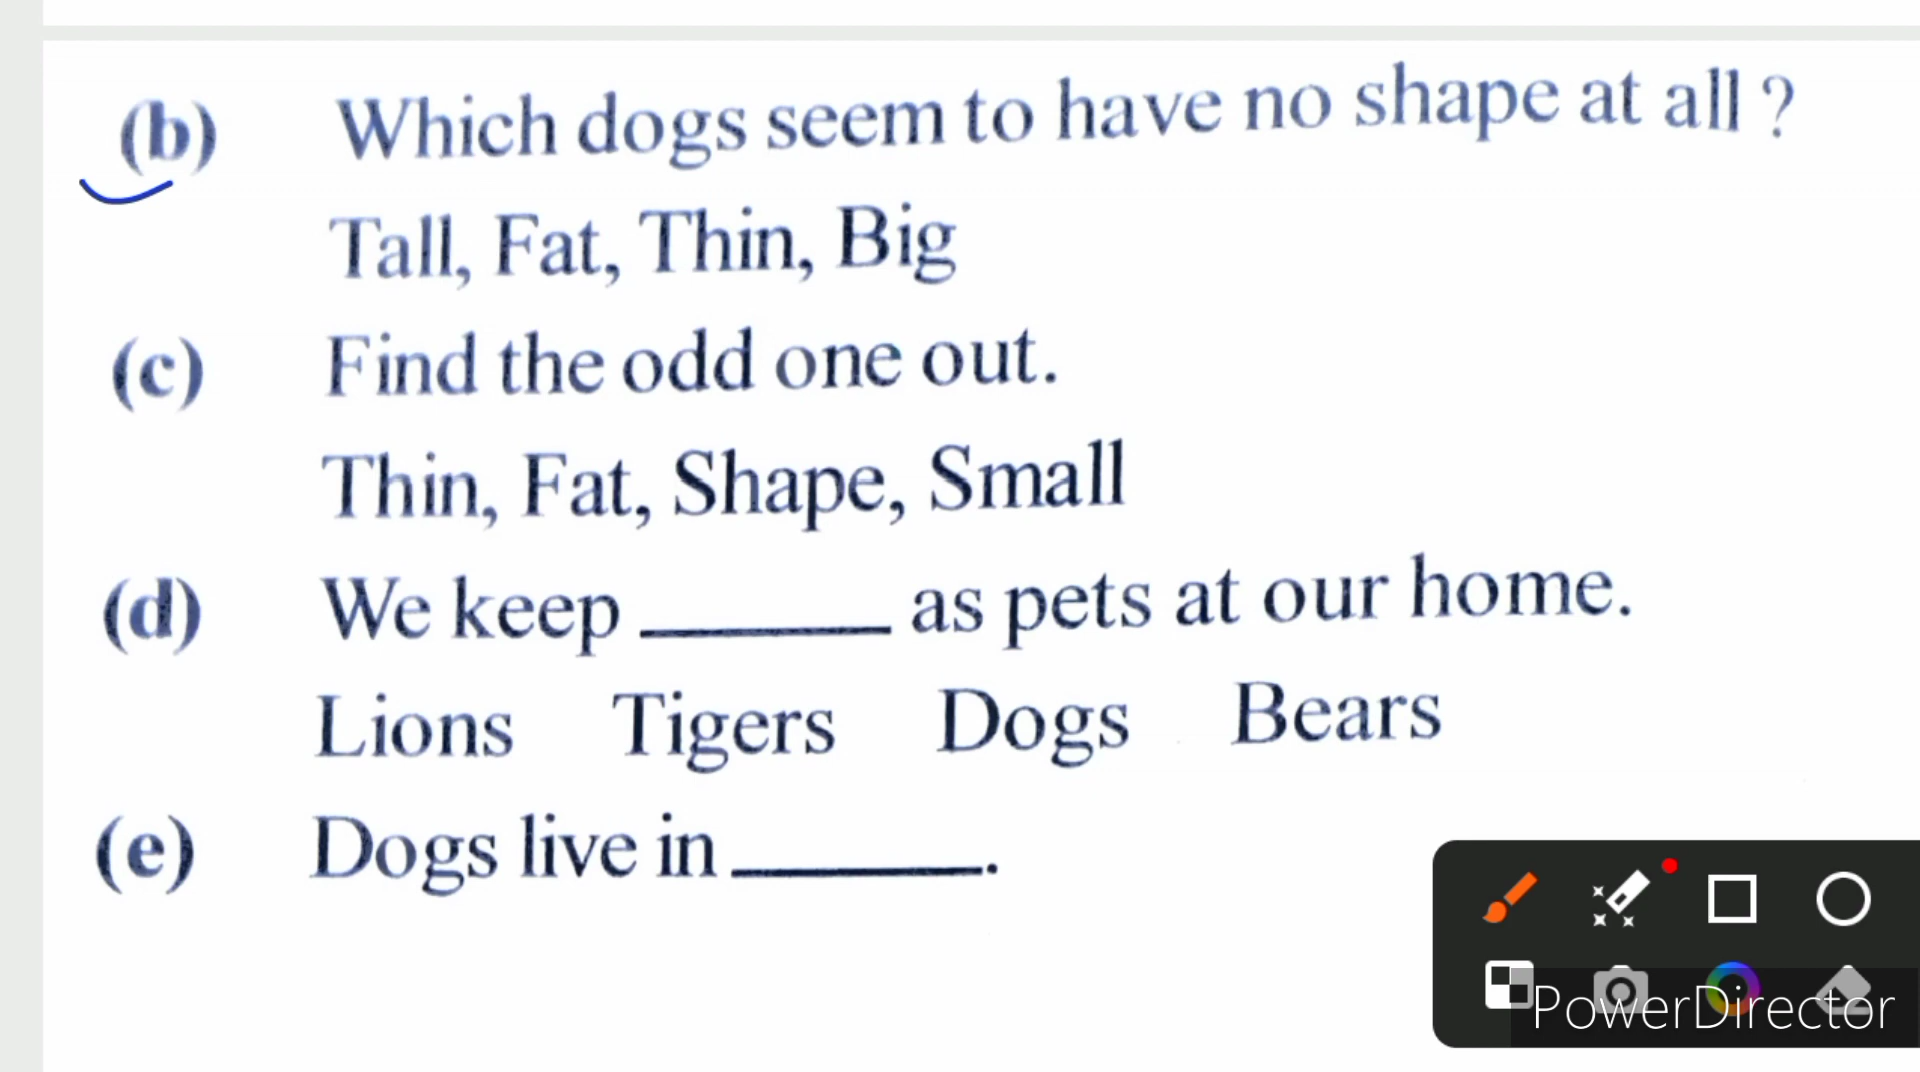 (b) Which dogs seem to have no shape at all ?
Tall, Fat, Thin, Big
(c) Find the odd one out.
Thin, Fat, Shape, Small
(d) We keep ______ as pets at our home.
Lions Tigers Dogs Bears
(e) Dogs live in ______.
PowerDirector